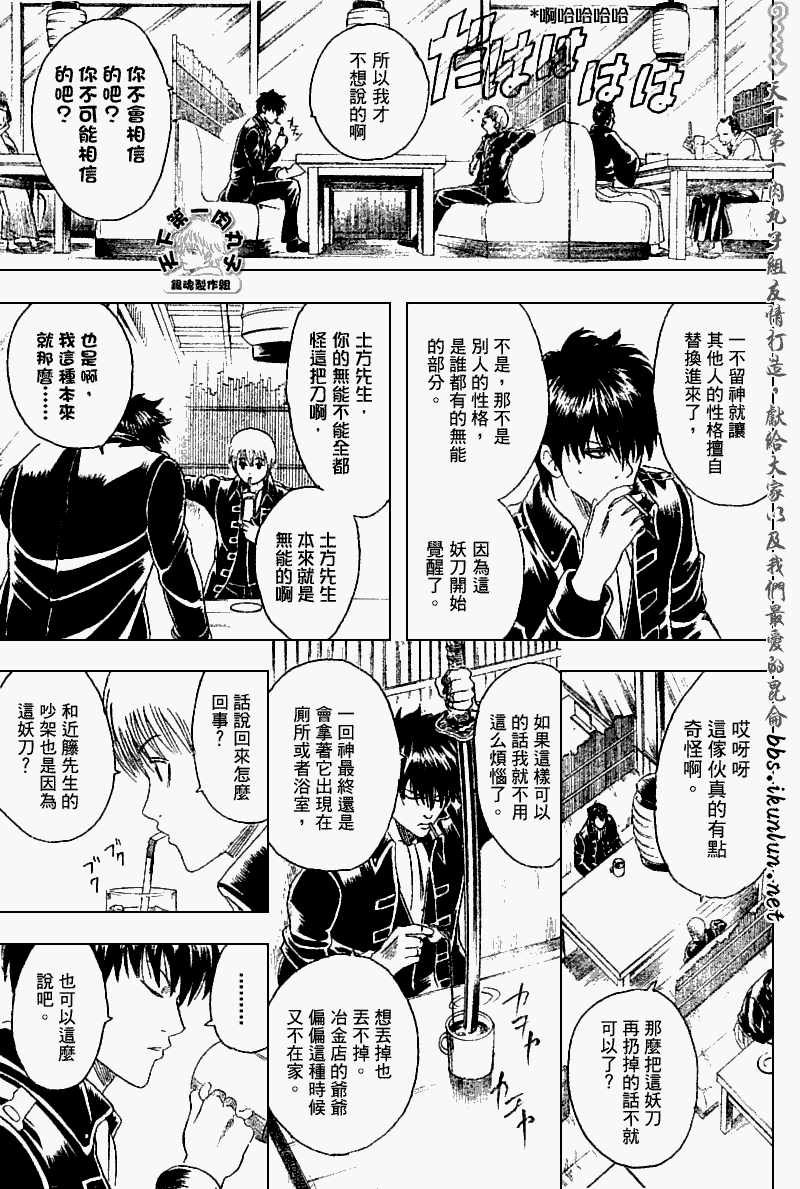 *啊哈哈哈哈
だはははは
所以我才
不想說的
啊
你不會相信
的吧？
你不可能相信
的吧？
天下第一肉丸子
銀魂製作組
一不留神就讓
其他人的性格擅自
替換進來了，
不是，那不是
別人的性格，
是誰都有的無能
的部分。
因為這
妖刀開始
覺醒了。
土方先生，
你的無能不能全都
怪這把刀啊，
土方先生
本來就是
無能的啊
也是啊，
我這種本來
就那麼……
哎呀呀
這傢伙真的有點
奇怪啊。
那麼把這妖刀
再扔掉的話不就
可以了？
如果這樣可以
的話我就不用
這么煩惱了。
一回神最終還是
會拿著它出現在
廁所或者浴室，
想丟掉也
丟不掉。
冶金店的爺爺
偏偏這種時候
又不在家。
カチャ
カチャ
話說回來怎麼
回事？
和近籐先生的
吵架也是因為
這妖刀？
ズズ
………
也可以這麼
說吧。
天下第一肉丸子組友情打造，獻給大家以及我們最愛的昆侖 bbs.ikunlun.net